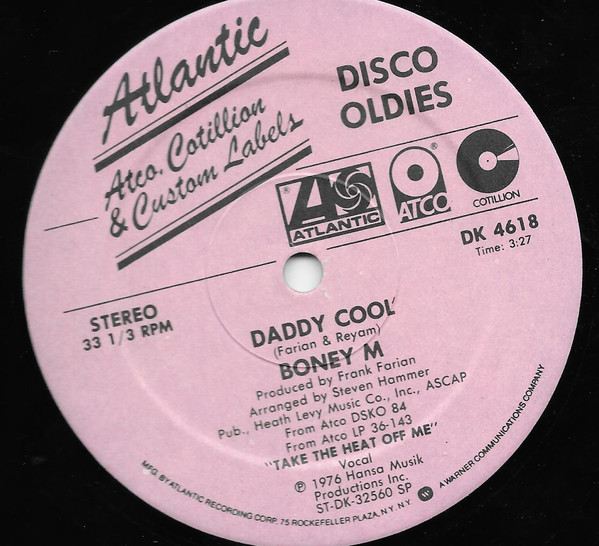 Atlantic
Atco, Cotillion
& Custom Labels
DISCO
OLDIES
ATLANTIC
ATCO
COTILLION
DK 4618
Time: 3:27
STEREO
33 1/3 RPM
DADDY COOL
(Farian & Reyam)
BONEY M
Produced by Frank Farian
Arranged by Steven Hammer
Pub., Heath Levy Music Co., Inc., ASCAP
From Atco DSKO 84
From Atco LP 36-143
"TAKE THE HEAT OFF ME"
Vocal
℗ 1976 Hansa Musik
Productions Inc.
ST-DK-32560 SP
MFG. BY ATLANTIC RECORDING CORP. 75 ROCKEFELLER PLAZA, N.Y. N.Y. A WARNER COMMUNICATIONS COMPANY